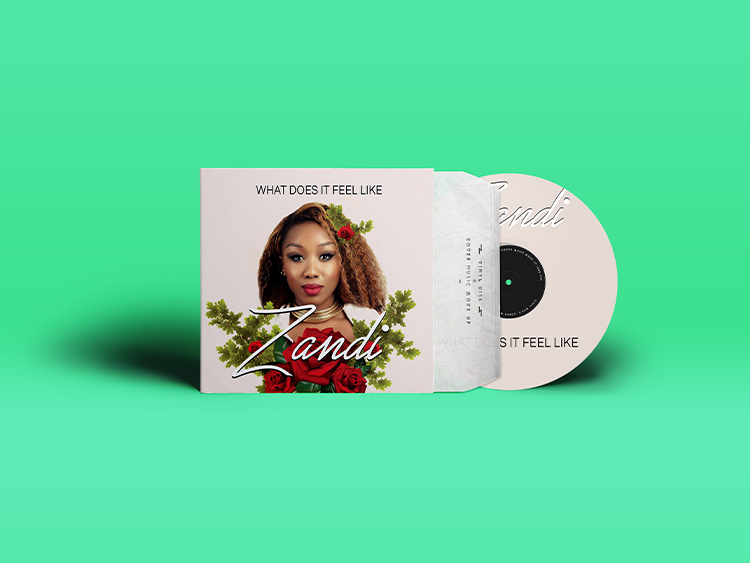 WHAT DOES IT FEEL LIKE
Zandi
VINYL DISK
&
COVER MUSIC MOCK UP
Zandi
WHAT DOES IT FEEL LIKE